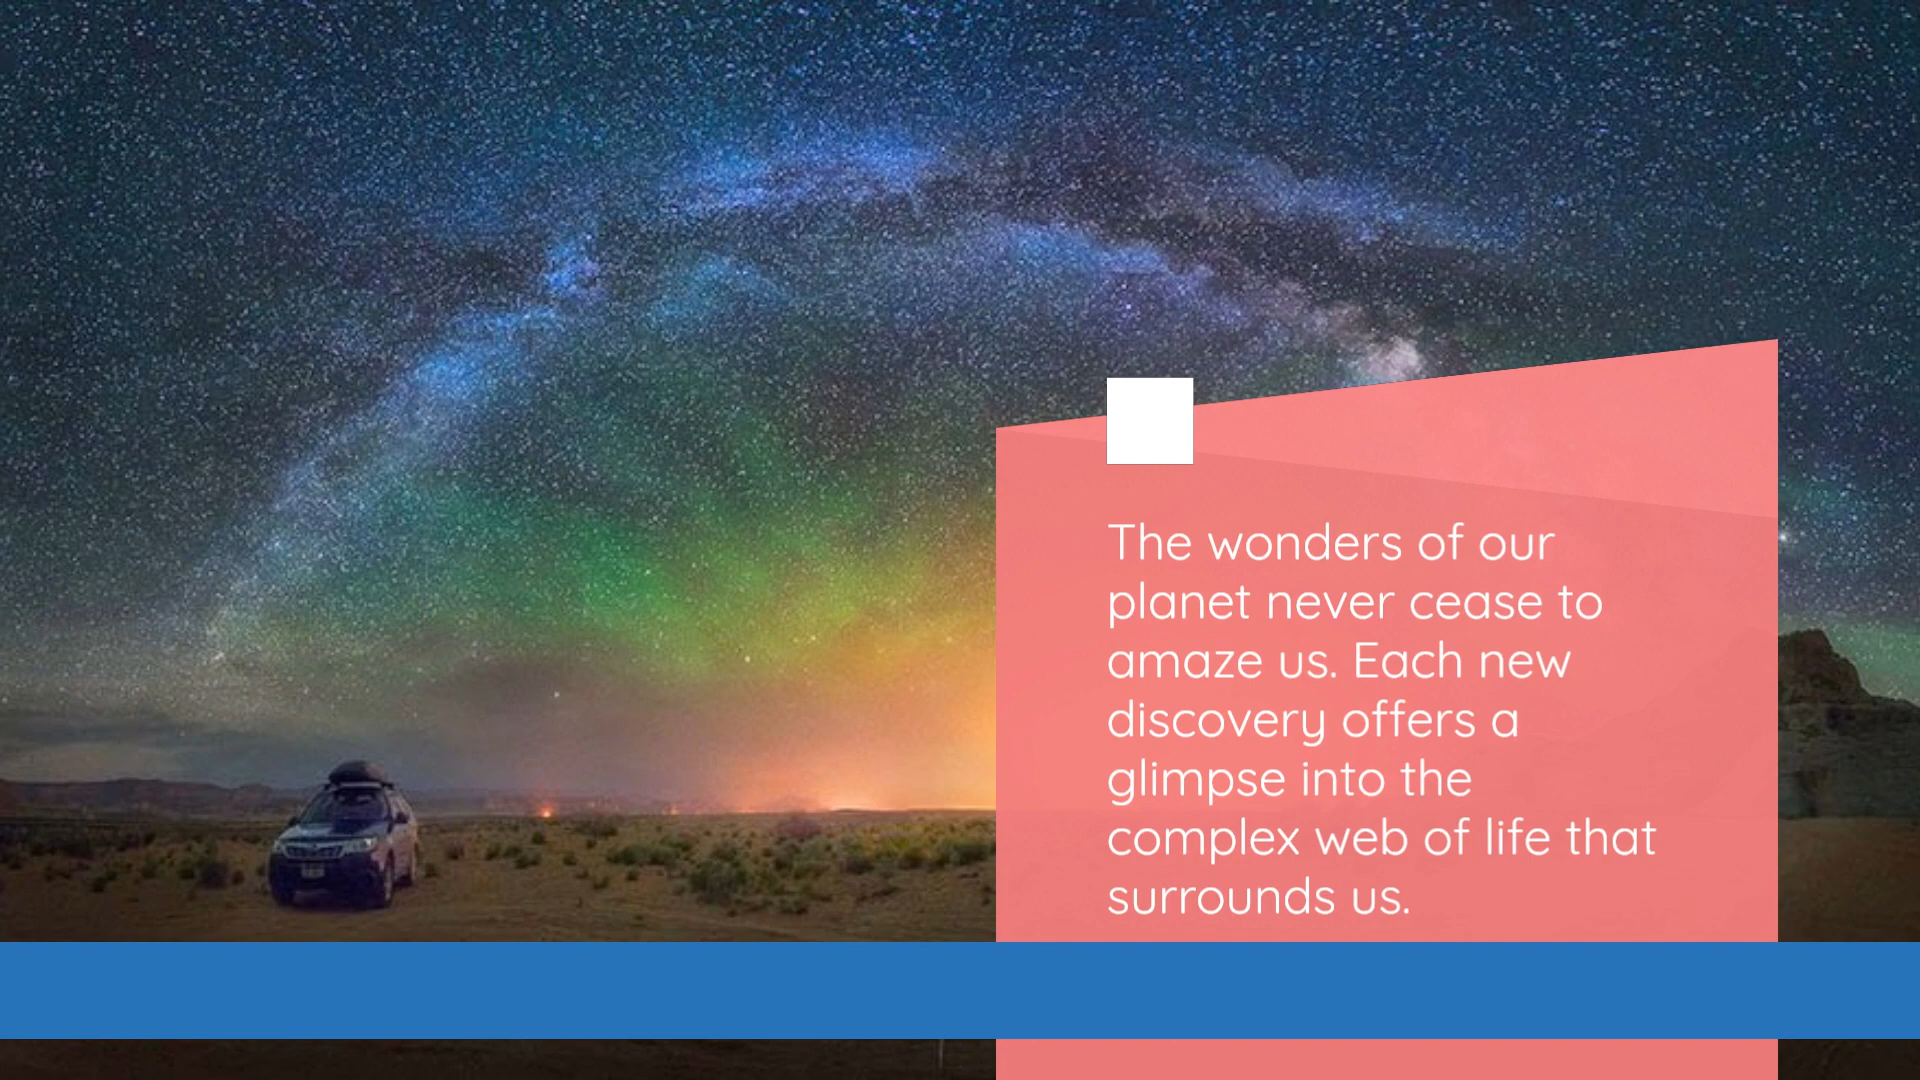 The wonders of our
planet never cease to
amaze us. Each new
discovery offers a
glimpse into the
complex web of life that
surrounds us.